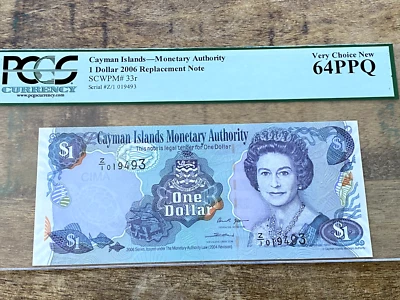 PCGS
CURRENCY
www.pcgscurrency.com
Cayman Islands—Monetary Authority
1 Dollar 2006 Replacement Note
SCWPM# 33r
Serial #Z/1 019493
Very Choice New
64PPQ
Cayman Islands Monetary Authority
This note is legal tender for One Dollar
$1
Z/1 019493
$1
One
Dollar
Z/1 019493
$1